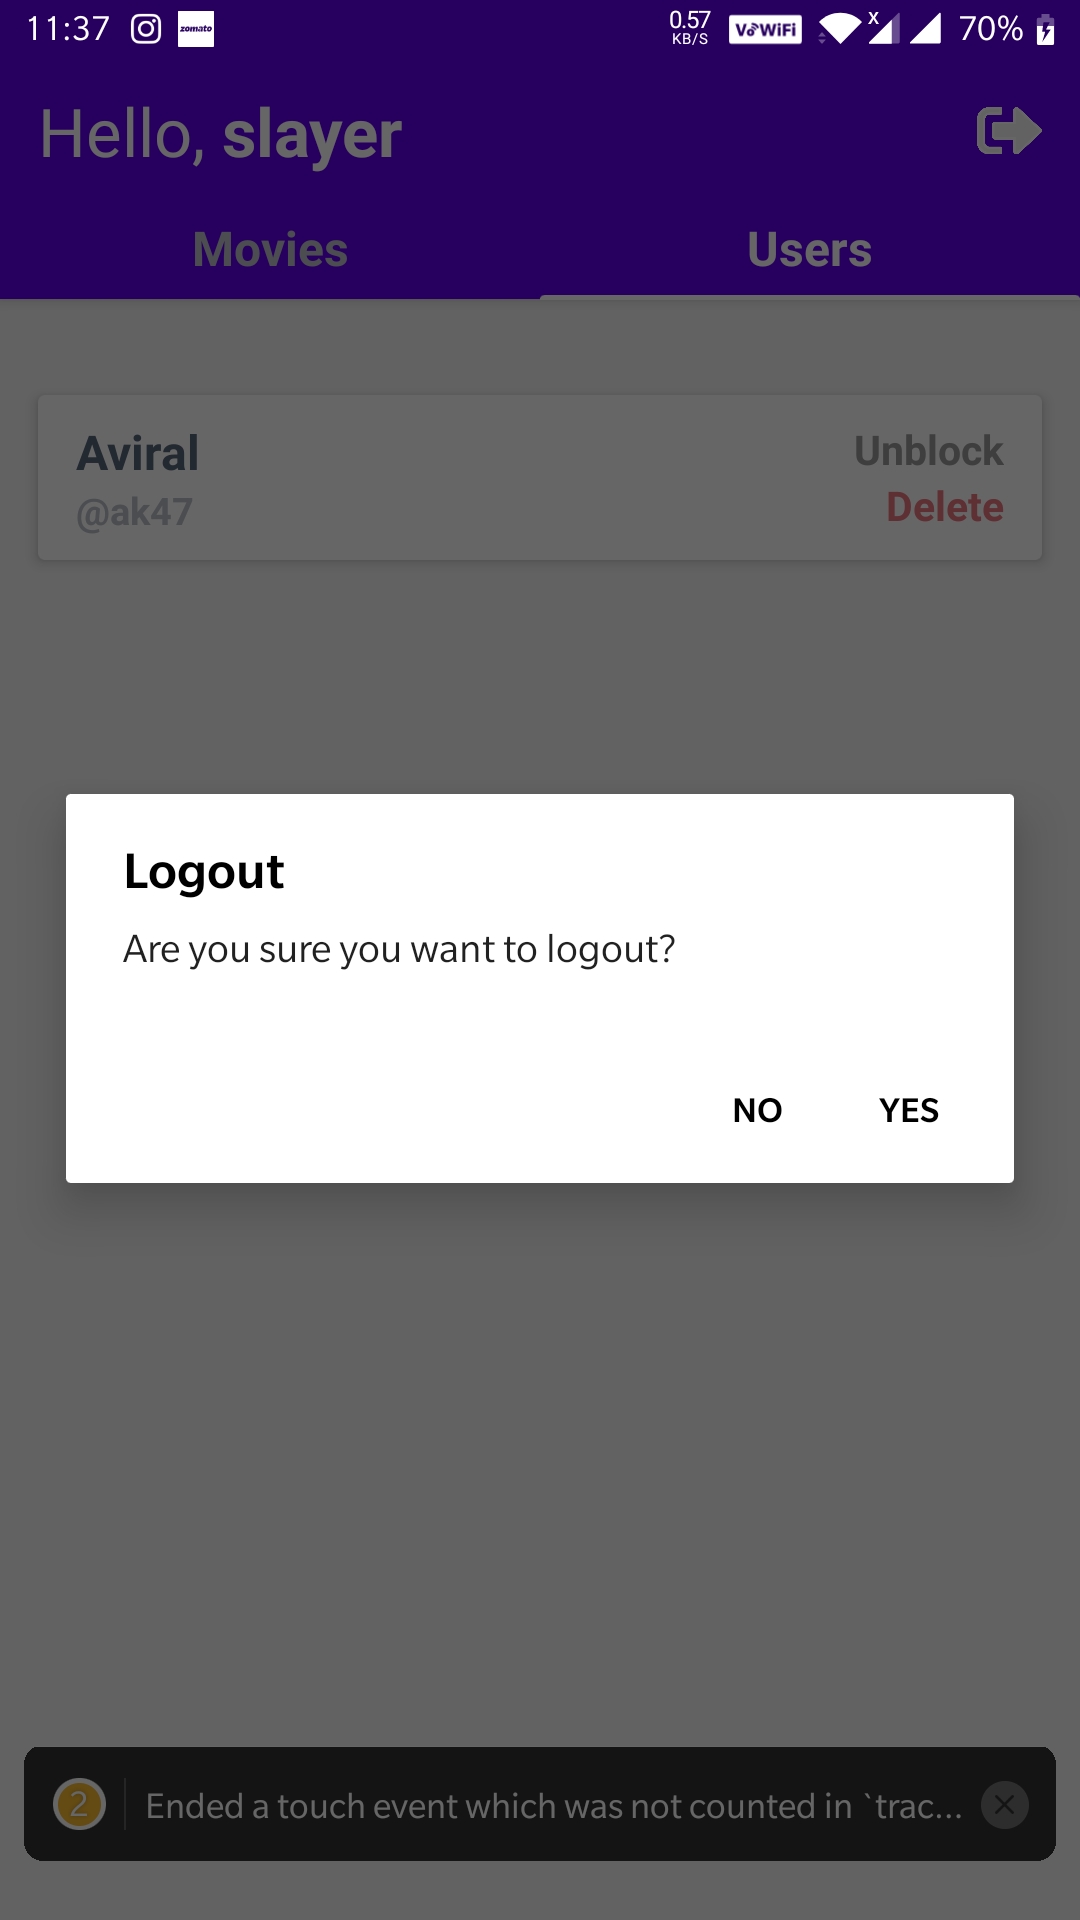 11:37 zomato 0.57 KB/S VoWiFi X 70%
Hello, slayer
Movies Users
Aviral Unblock
@ak47 Delete
Logout
Are you sure you want to logout?
NO YES
2 Ended a touch event which was not counted in `trac...